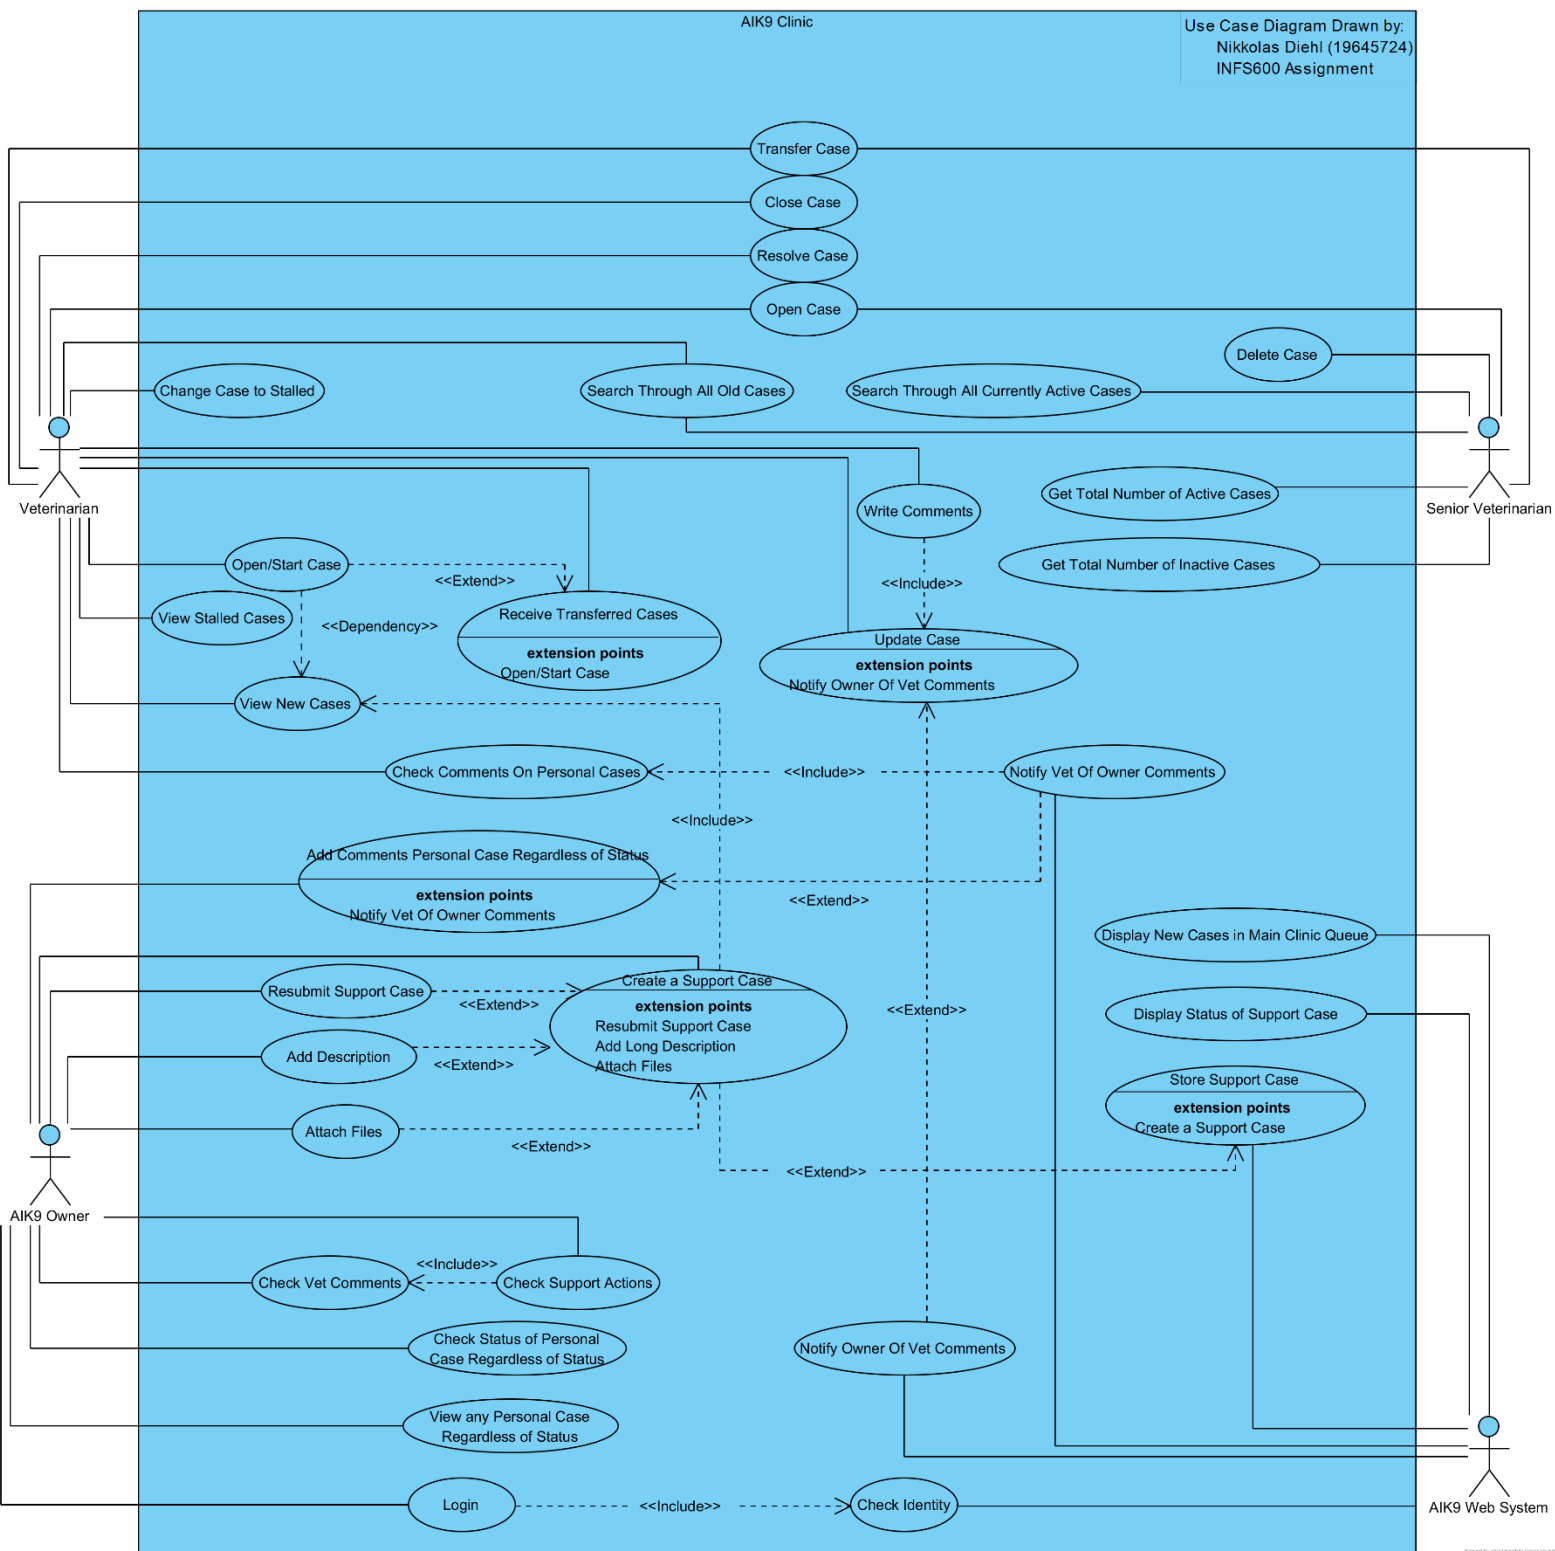 AIK9 Clinic
Use Case Diagram Drawn by:
Nikkolas Diehl (19645724)
INFS600 Assignment
Transfer Case
Close Case
Resolve Case
Open Case
Delete Case
Change Case to Stalled
Search Through All Old Cases
Search Through All Currently Active Cases
Veterinarian
Senior Veterinarian
Get Total Number of Active Cases
Write Comments
Open/Start Case
<<Extend>>
<<Include>>
Get Total Number of Inactive Cases
View Stalled Cases
<<Dependency>>
Receive Transferred Cases
extension points
Open/Start Case
Update Case
extension points
Notify Owner Of Vet Comments
View New Cases
Check Comments On Personal Cases
<<Include>>
Notify Vet Of Owner Comments
<<Include>>
Add Comments Personal Case Regardless of Status
extension points
Notify Vet Of Owner Comments
<<Extend>>
Display New Cases in Main Clinic Queue
Resubmit Support Case
<<Extend>>
Create a Support Case
extension points
Resubmit Support Case
Add Long Description
Attach Files
<<Extend>>
Display Status of Support Case
Add Description
<<Extend>>
Store Support Case
extension points
Create a Support Case
Attach Files
<<Extend>>
<<Extend>>
AIK9 Owner
Check Vet Comments
<<Include>>
Check Support Actions
Check Status of Personal
Case Regardless of Status
Notify Owner Of Vet Comments
View any Personal Case
Regardless of Status
Login
<<Include>>
Check Identity
AIK9 Web System